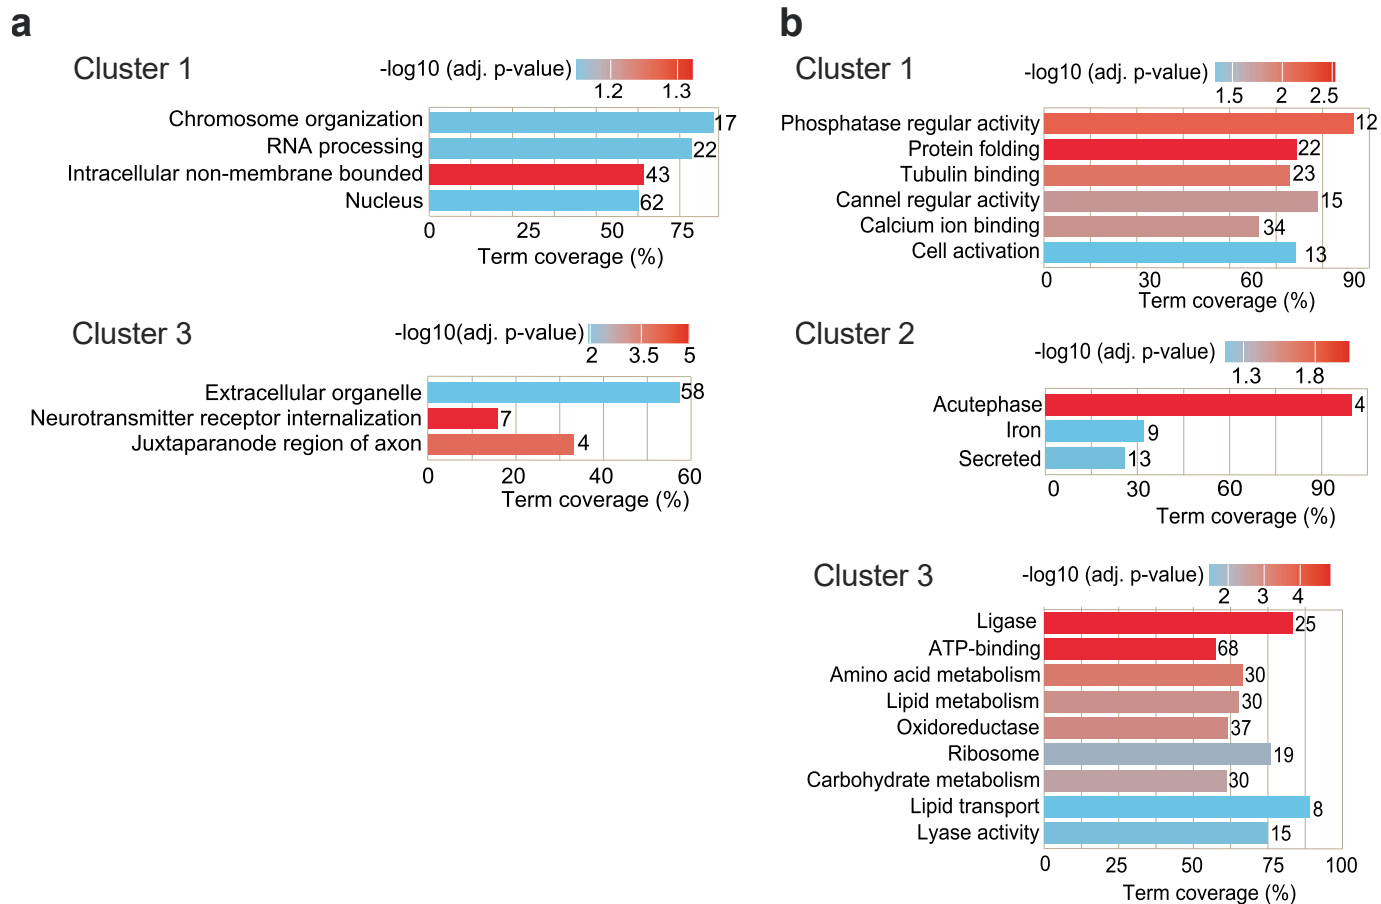 a
Cluster 1
-log10 (adj. p-value)
1.2 1.3
Chromosome organization 17
RNA processing 22
Intracellular non-membrane bounded 43
Nucleus 62
0 25 50 75
Term coverage (%)
Cluster 3
-log10(adj. p-value)
2 3.5 5
Extracellular organelle 58
Neurotransmitter receptor internalization 7
Juxtaparanode region of axon 4
0 20 40 60
Term coverage (%)
b
Cluster 1
-log10 (adj. p-value)
1.5 2 2.5
Phosphatase regular activity 12
Protein folding 22
Tubulin binding 23
Cannel regular activity 15
Calcium ion binding 34
Cell activation 13
0 30 60 90
Term coverage (%)
Cluster 2
-log10 (adj. p-value)
1.3 1.8
Acutephase 4
Iron 9
Secreted 13
0 30 60 90
Term coverage (%)
Cluster 3
-log10 (adj. p-value)
2 3 4
Ligase 25
ATP-binding 68
Amino acid metabolism 30
Lipid metabolism 30
Oxidoreductase 37
Ribosome 19
Carbohydrate metabolism 30
Lipid transport 8
Lyase activity 15
0 25 50 75 100
Term coverage (%)